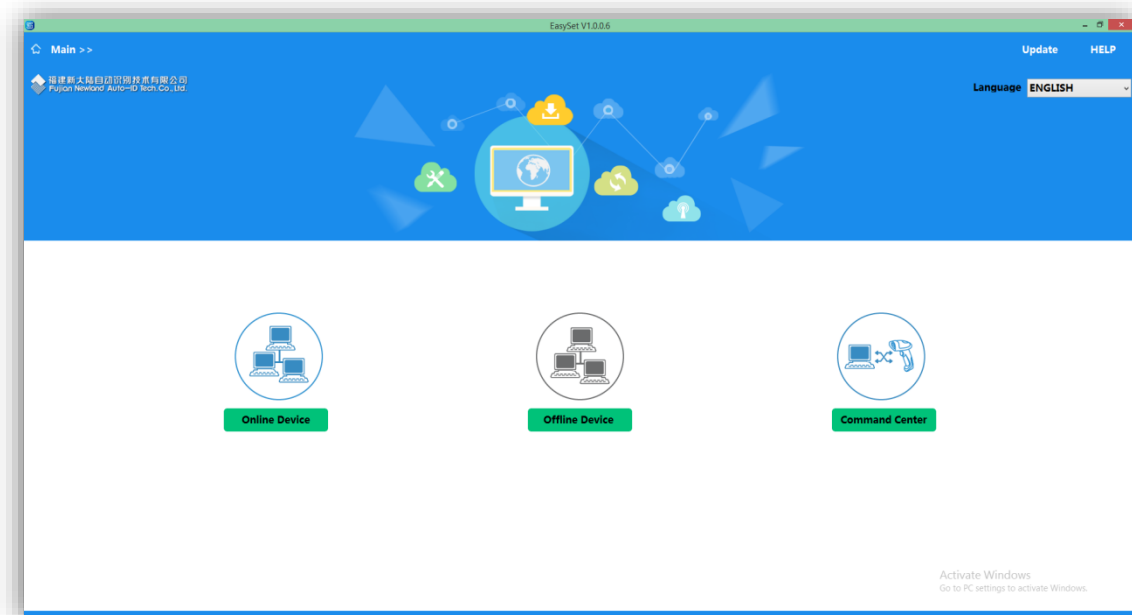 EasySet V1.0.0.6
Main >>
Update
HELP
福建新大陆自动识别技术有限公司
Fujian Newland Auto-ID Tech.Co.,Ltd.
Language
ENGLISH
Online Device
Offline Device
Command Center
Activate Windows
Go to PC settings to activate Windows.